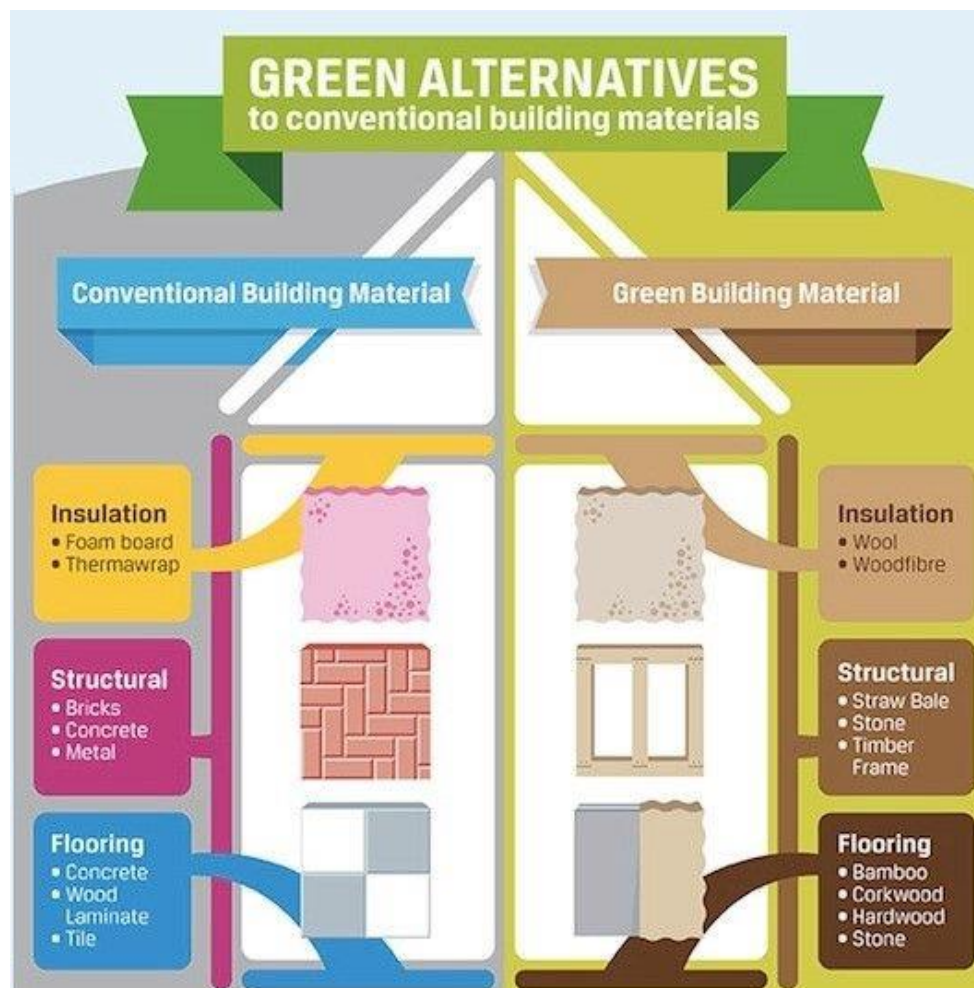 GREEN ALTERNATIVES
to conventional building materials
Conventional Building Material
Green Building Material
Insulation
• Foam board
• Thermawrap
Structural
• Bricks
• Concrete
• Metal
Flooring
• Concrete
• Wood
Laminate
• Tile
Insulation
• Wool
• Woodfibre
Structural
• Straw Bale
• Stone
• Timber
Frame
Flooring
• Bamboo
• Corkwood
• Hardwood
• Stone